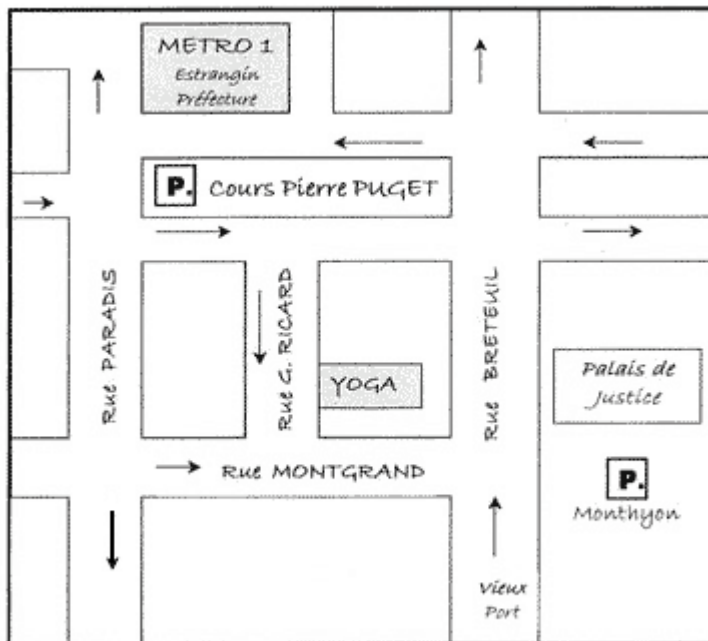 METRO 1
Estrangin
Préfecture
P. Cours Pierre PUGET
Rue PARADIS
Rue G. RICARD
Rue BRETEUIL
YOGA
Palais de
Justice
Rue MONTGRAND
P.
Monthyon
Vieux
Port